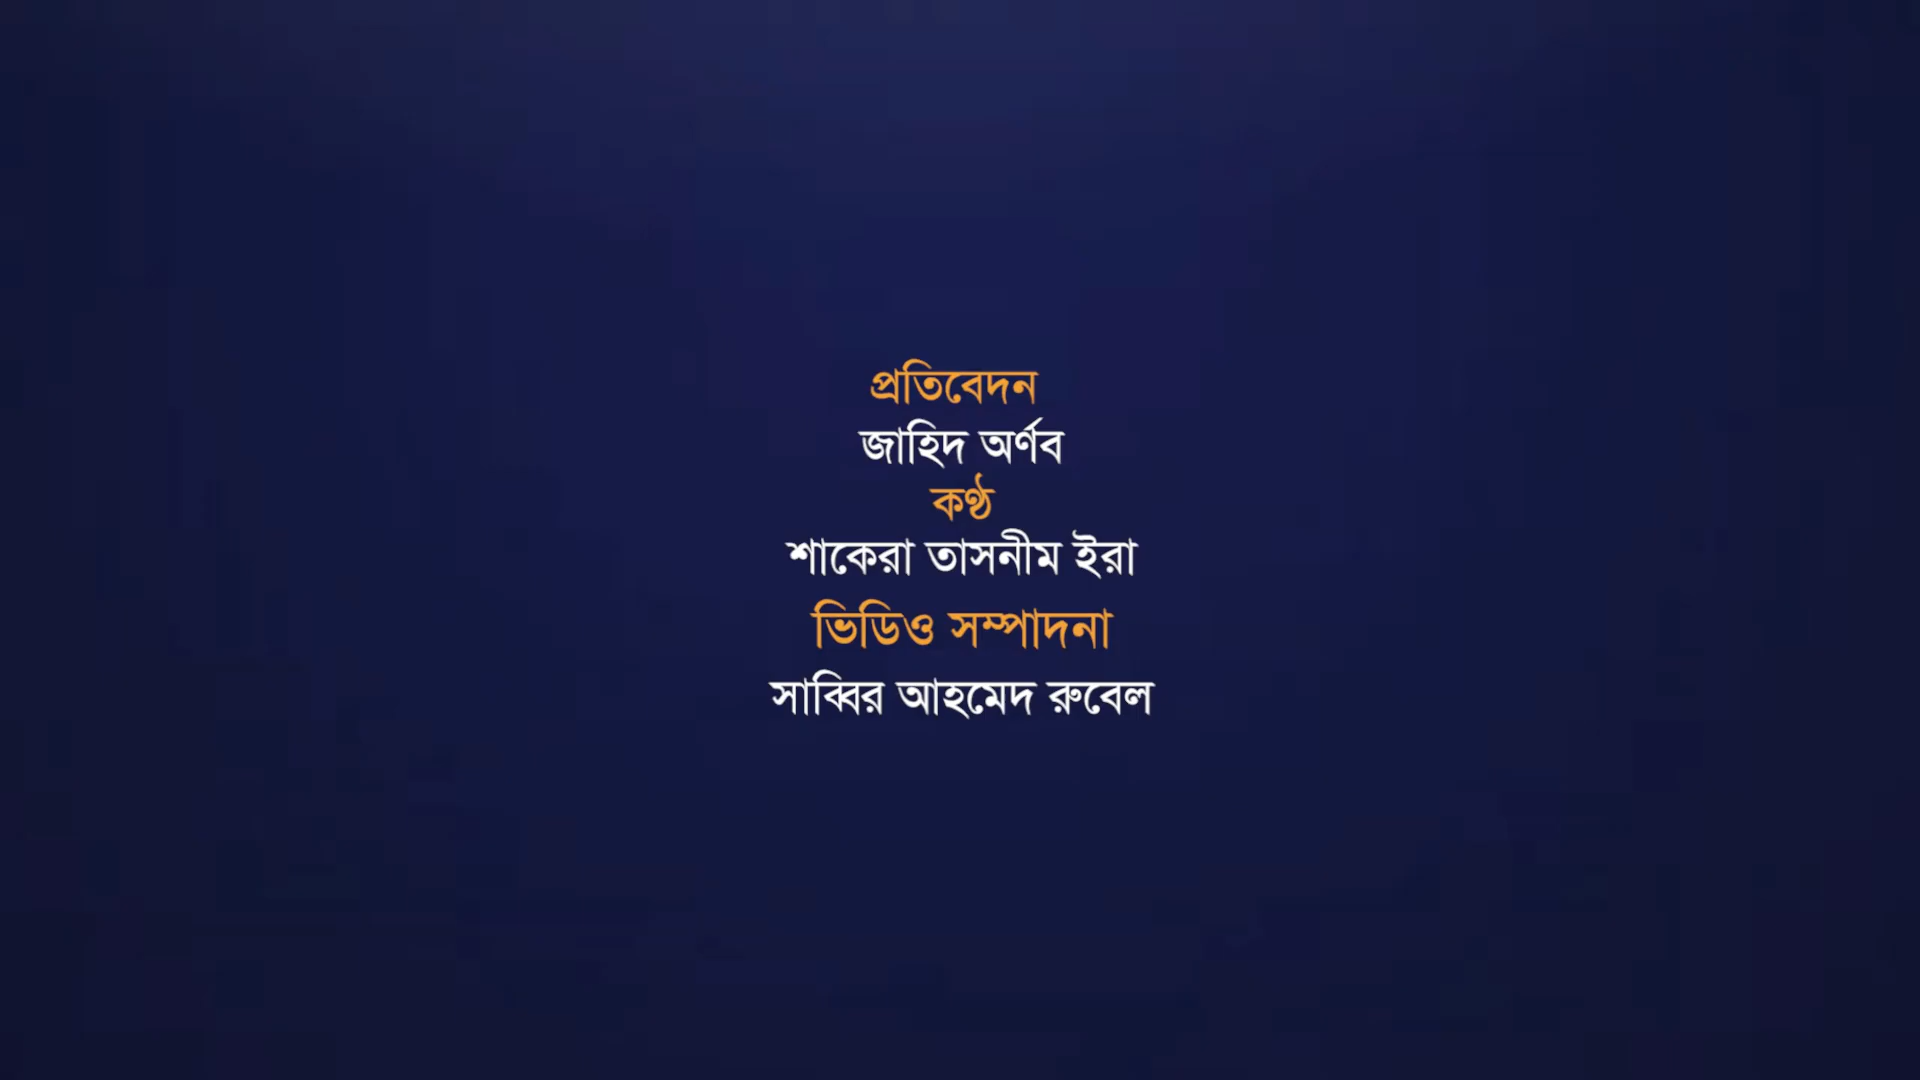 প্রতিবেদন
জাহিদ অর্ণব
কণ্ঠ
শাকেরা তাসনীম ইরা
ভিডিও সম্পাদনা
সাব্বির আহমেদ রুবেল